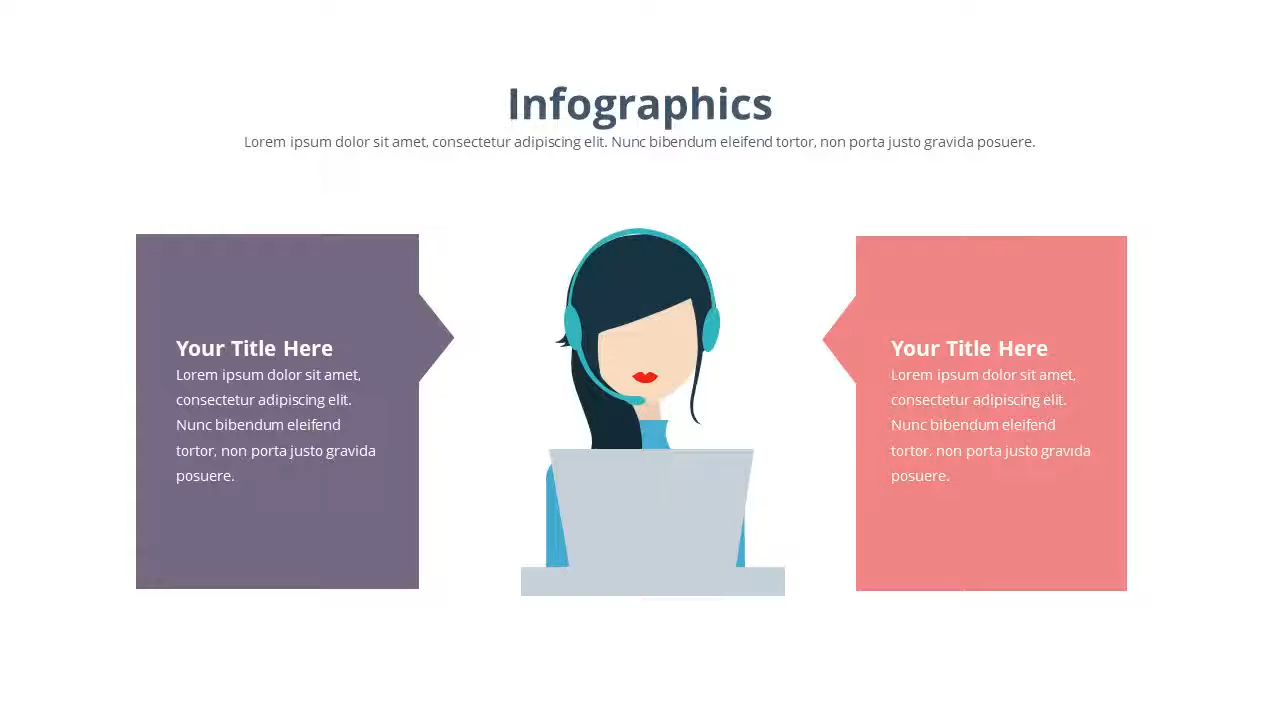 Infographics
Lorem ipsum dolor sit amet, consectetur adipiscing elit. Nunc bibendum eleifend tortor, non porta justo gravida posuere.
Your Title Here
Lorem ipsum dolor sit amet,
consectetur adipiscing elit.
Nunc bibendum eleifend
tortor, non porta justo gravida
posuere.
Your Title Here
Lorem ipsum dolor sit amet,
consectetur adipiscing elit.
Nunc bibendum eleifend
tortor, non porta justo gravida
posuere.